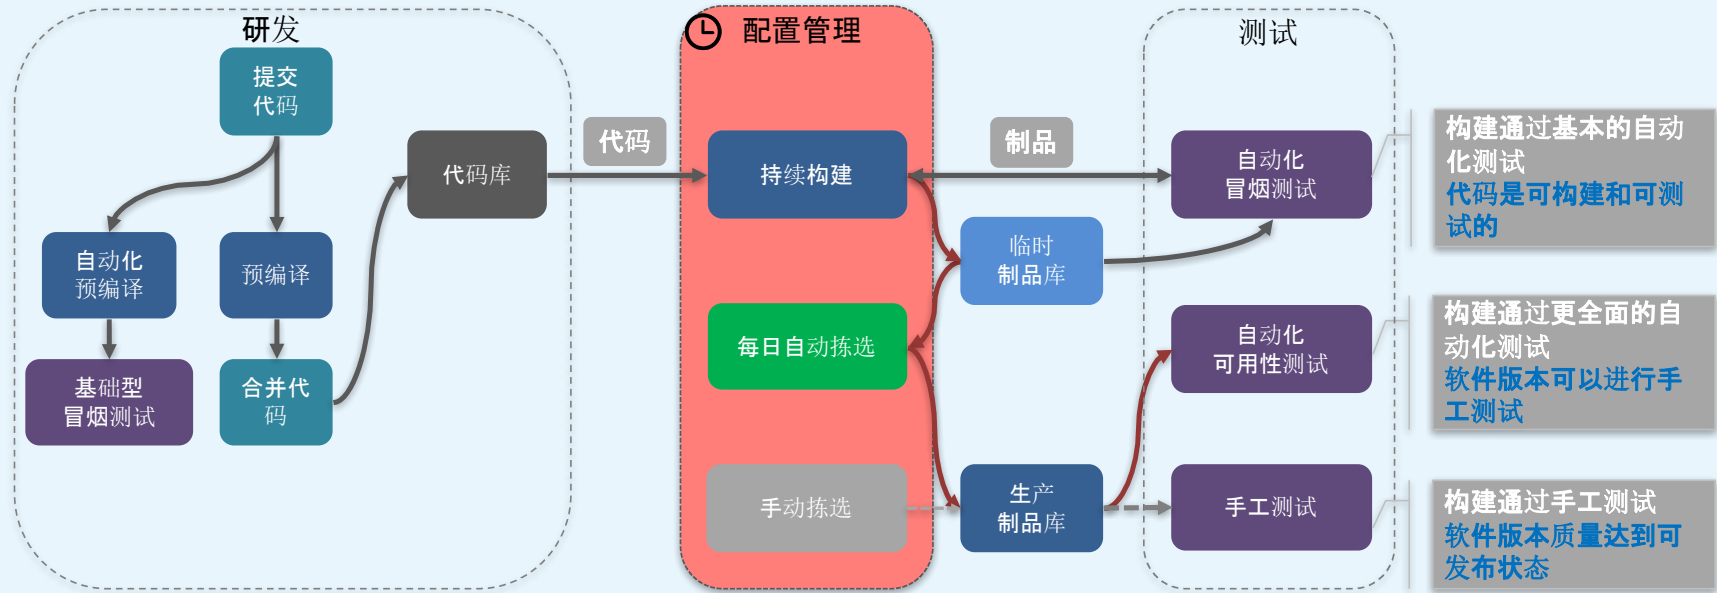 研发
提交
代码
自动化
预编译
预编译
基础型
冒烟测试
合并代
码
代码库
代码
配置管理
持续构建
每日自动拣选
手动拣选
制品
临时
制品库
生产
制品库
测试
自动化
冒烟测试
自动化
可用性测试
手工测试
构建通过基本的自动
化测试
代码是可构建和可测
试的
构建通过更全面的自
动化测试
软件版本可以进行手
工测试
构建通过手工测试
软件版本质量达到可
发布状态